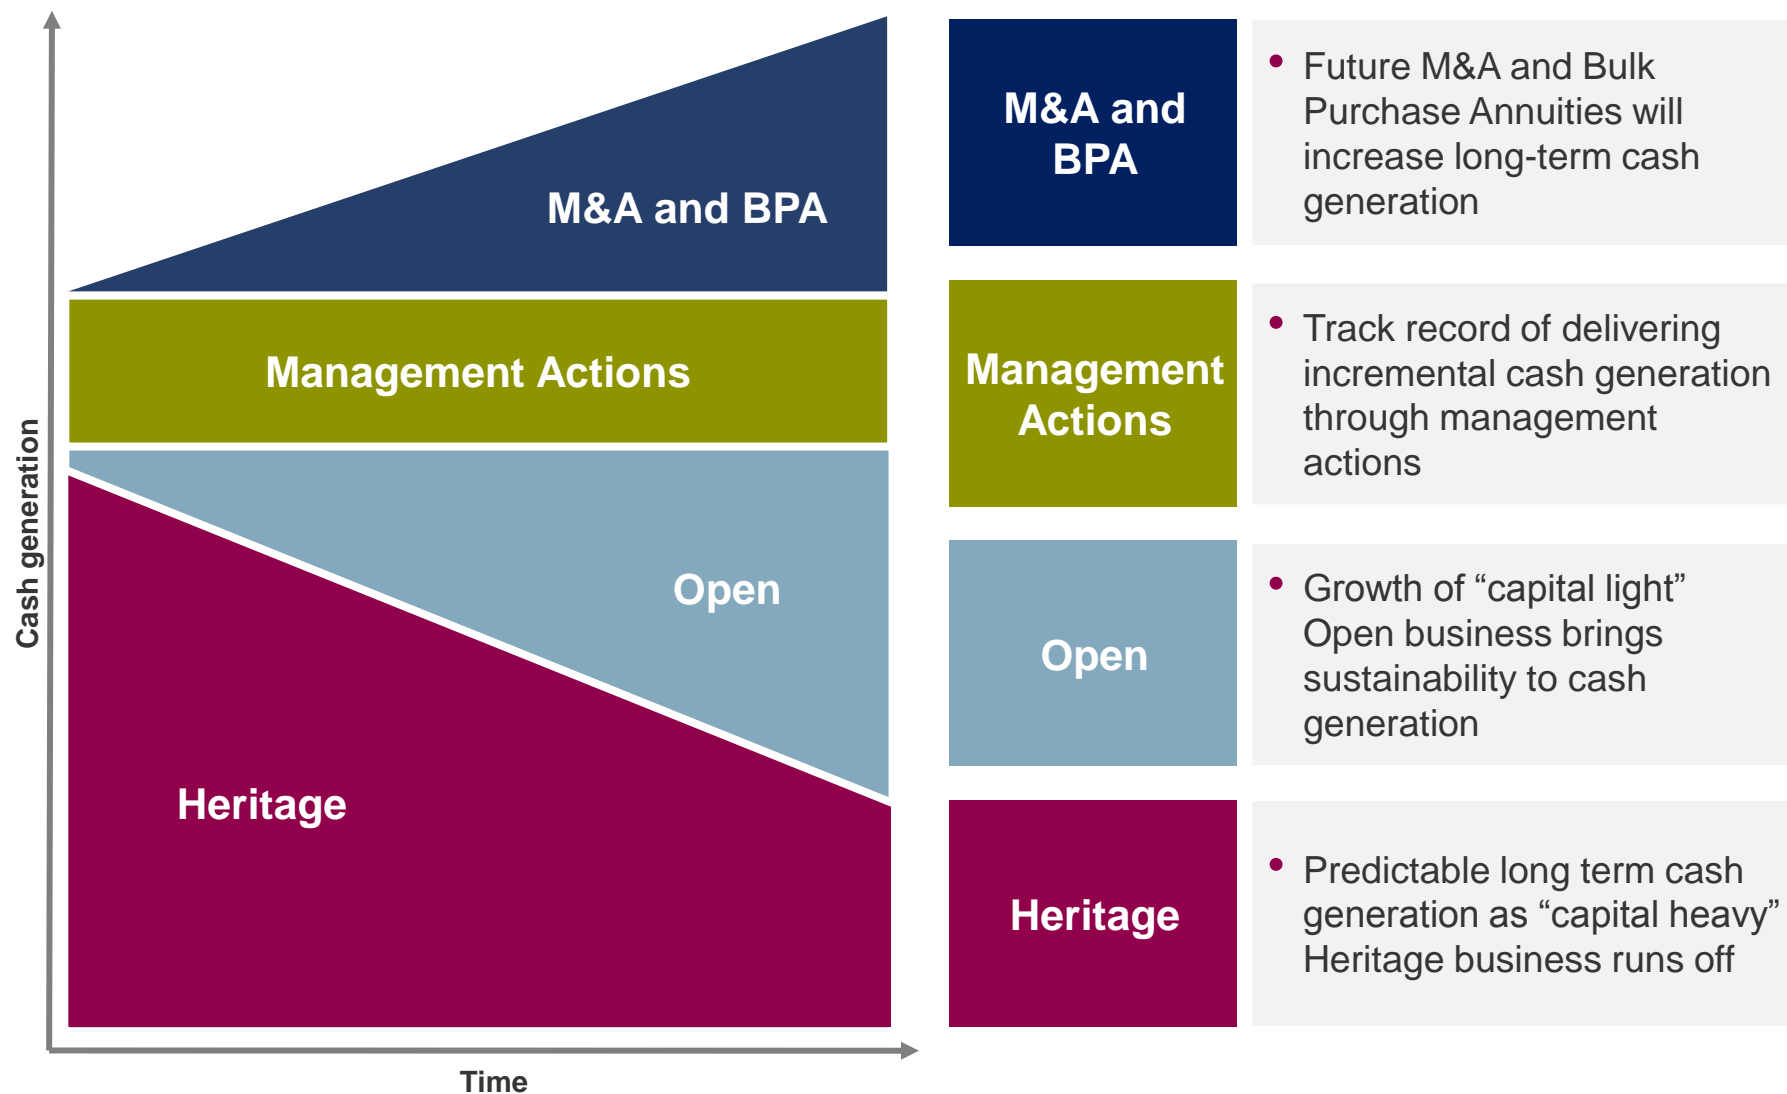 Cash generation
M&A and BPA
Management Actions
Open
Heritage
Time
M&A and
BPA
• Future M&A and Bulk
Purchase Annuities will
increase long-term cash
generation
Management
Actions
• Track record of delivering
incremental cash generation
through management
actions
Open
• Growth of “capital light”
Open business brings
sustainability to cash
generation
Heritage
• Predictable long term cash
generation as “capital heavy”
Heritage business runs off